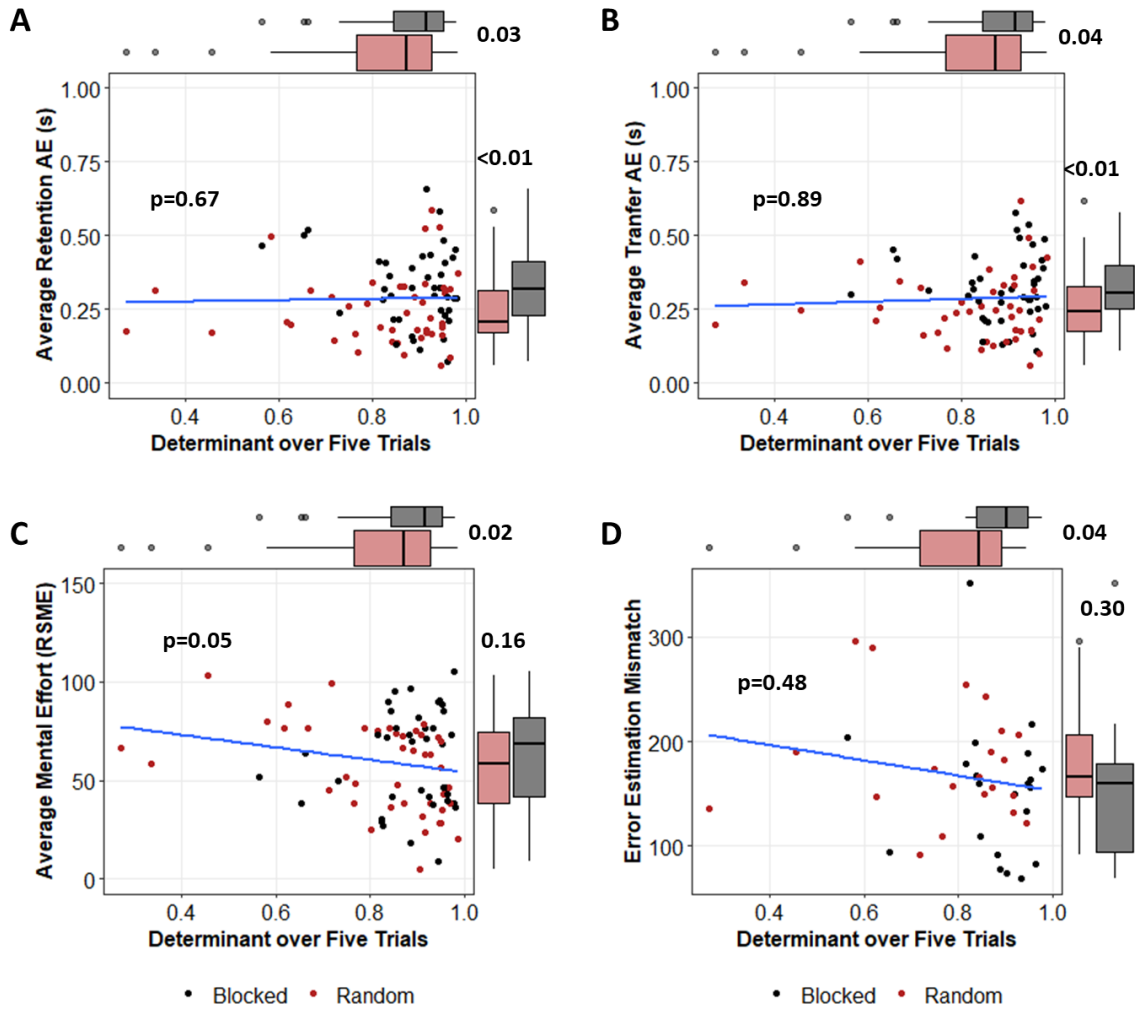 A
0.03
<0.01
Average Retention AE (s)
1.00
0.75
0.50
0.25
0.00
p=0.67
0.4 0.6 0.8 1.0
Determinant over Five Trials
B
0.04
<0.01
Average Tranfer AE (s)
1.00
0.75
0.50
0.25
0.00
p=0.89
0.4 0.6 0.8 1.0
Determinant over Five Trials
C
0.02
0.16
Average Mental Effort (RSME)
150
100
50
0
p=0.05
0.4 0.6 0.8 1.0
Determinant over Five Trials
Blocked Random
D
0.04
0.30
Error Estimation Mismatch
300
200
100
p=0.48
0.4 0.6 0.8 1.0
Determinant over Five Trials
Blocked Random